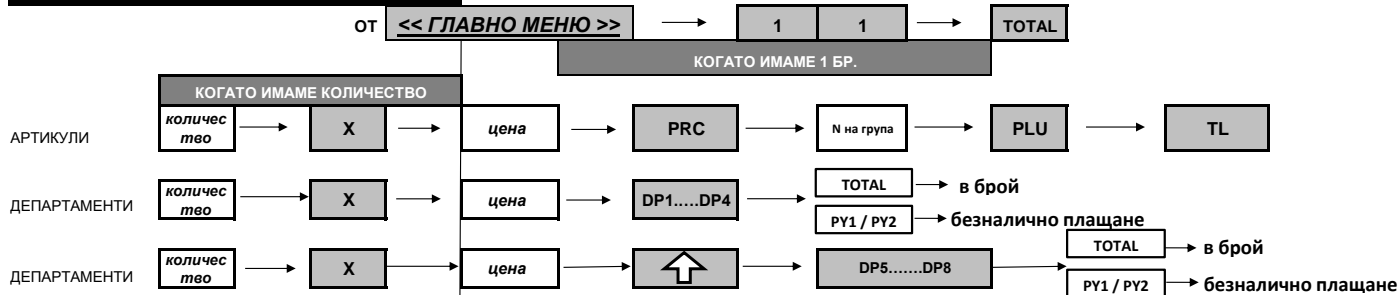 ОТ << ГЛАВНО МЕНЮ >> 1 1 TOTAL
КОГАТО ИМАМЕ 1 БР.
КОГАТО ИМАМЕ КОЛИЧЕСТВО
АРТИКУЛИ количес тво X цена PRC N на група PLU TL
ДЕПАРТАМЕНТИ количес тво X цена DP1.....DP4 TOTAL в брой
PY1 / PY2 безналично плащане
ДЕПАРТАМЕНТИ количес тво X цена DP5.......DP8 TOTAL в брой
PY1 / PY2 безналично плащане